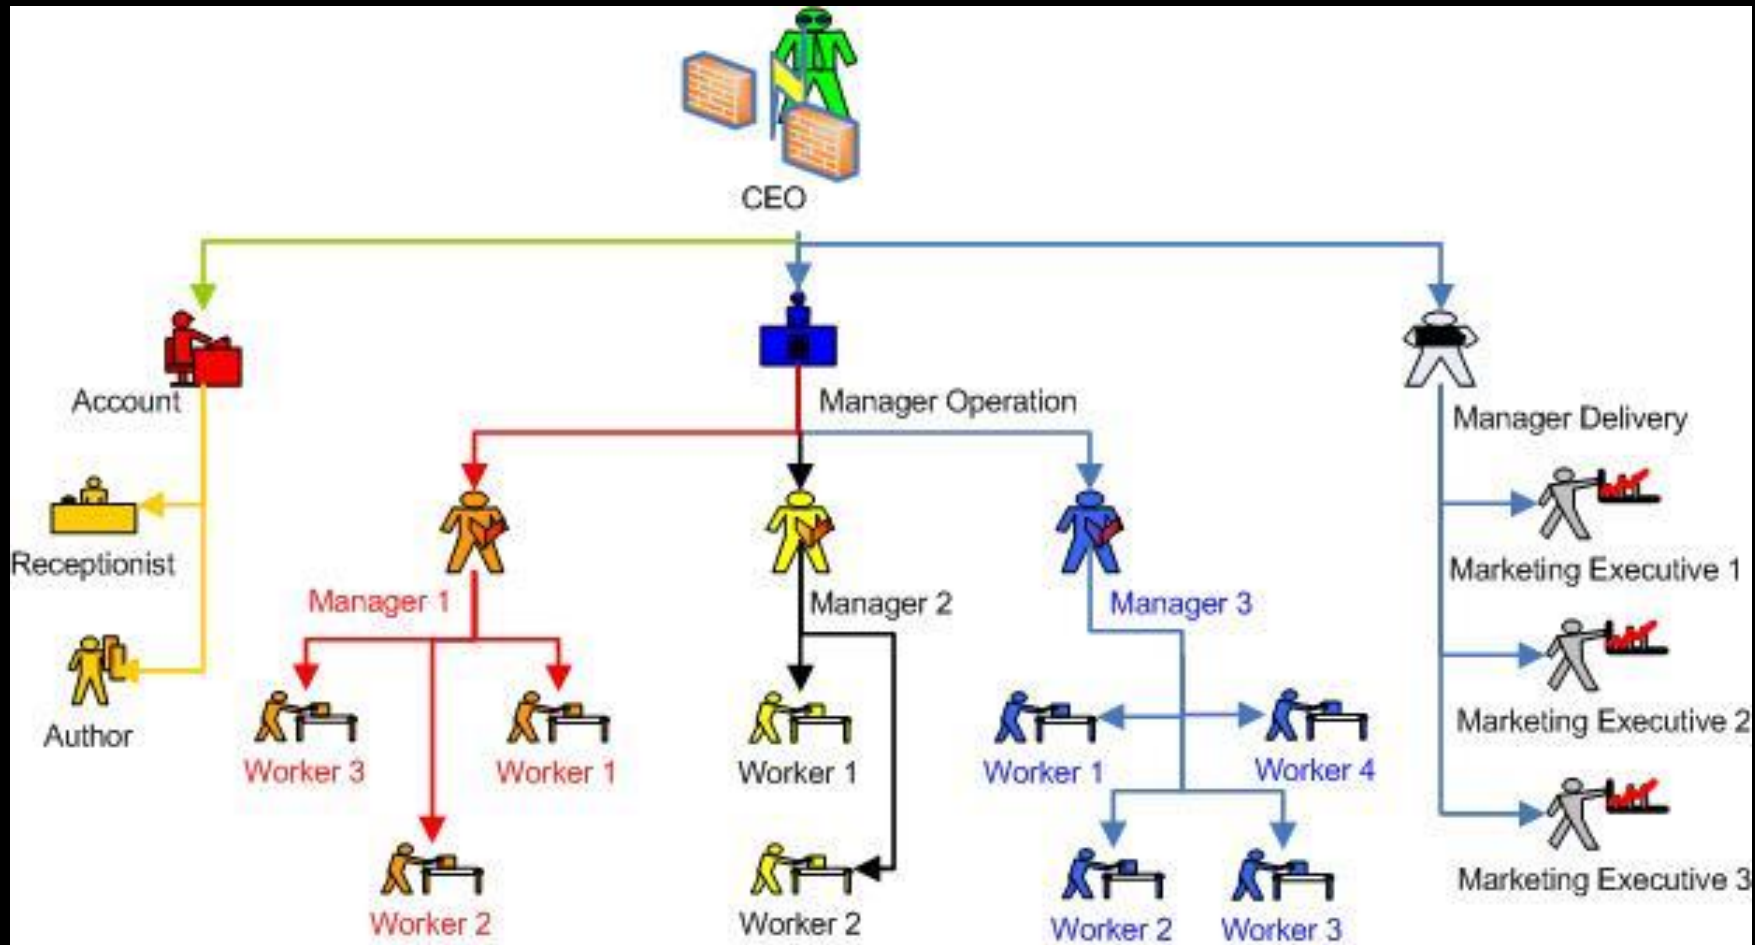 CEO
Account
Manager Operation
Manager Delivery
Receptionist
Marketing Executive 1
Manager 1
Manager 2
Manager 3
Author
Marketing Executive 2
Worker 3
Worker 1
Worker 1
Worker 1
Worker 4
Marketing Executive 3
Worker 2
Worker 2
Worker 2
Worker 3